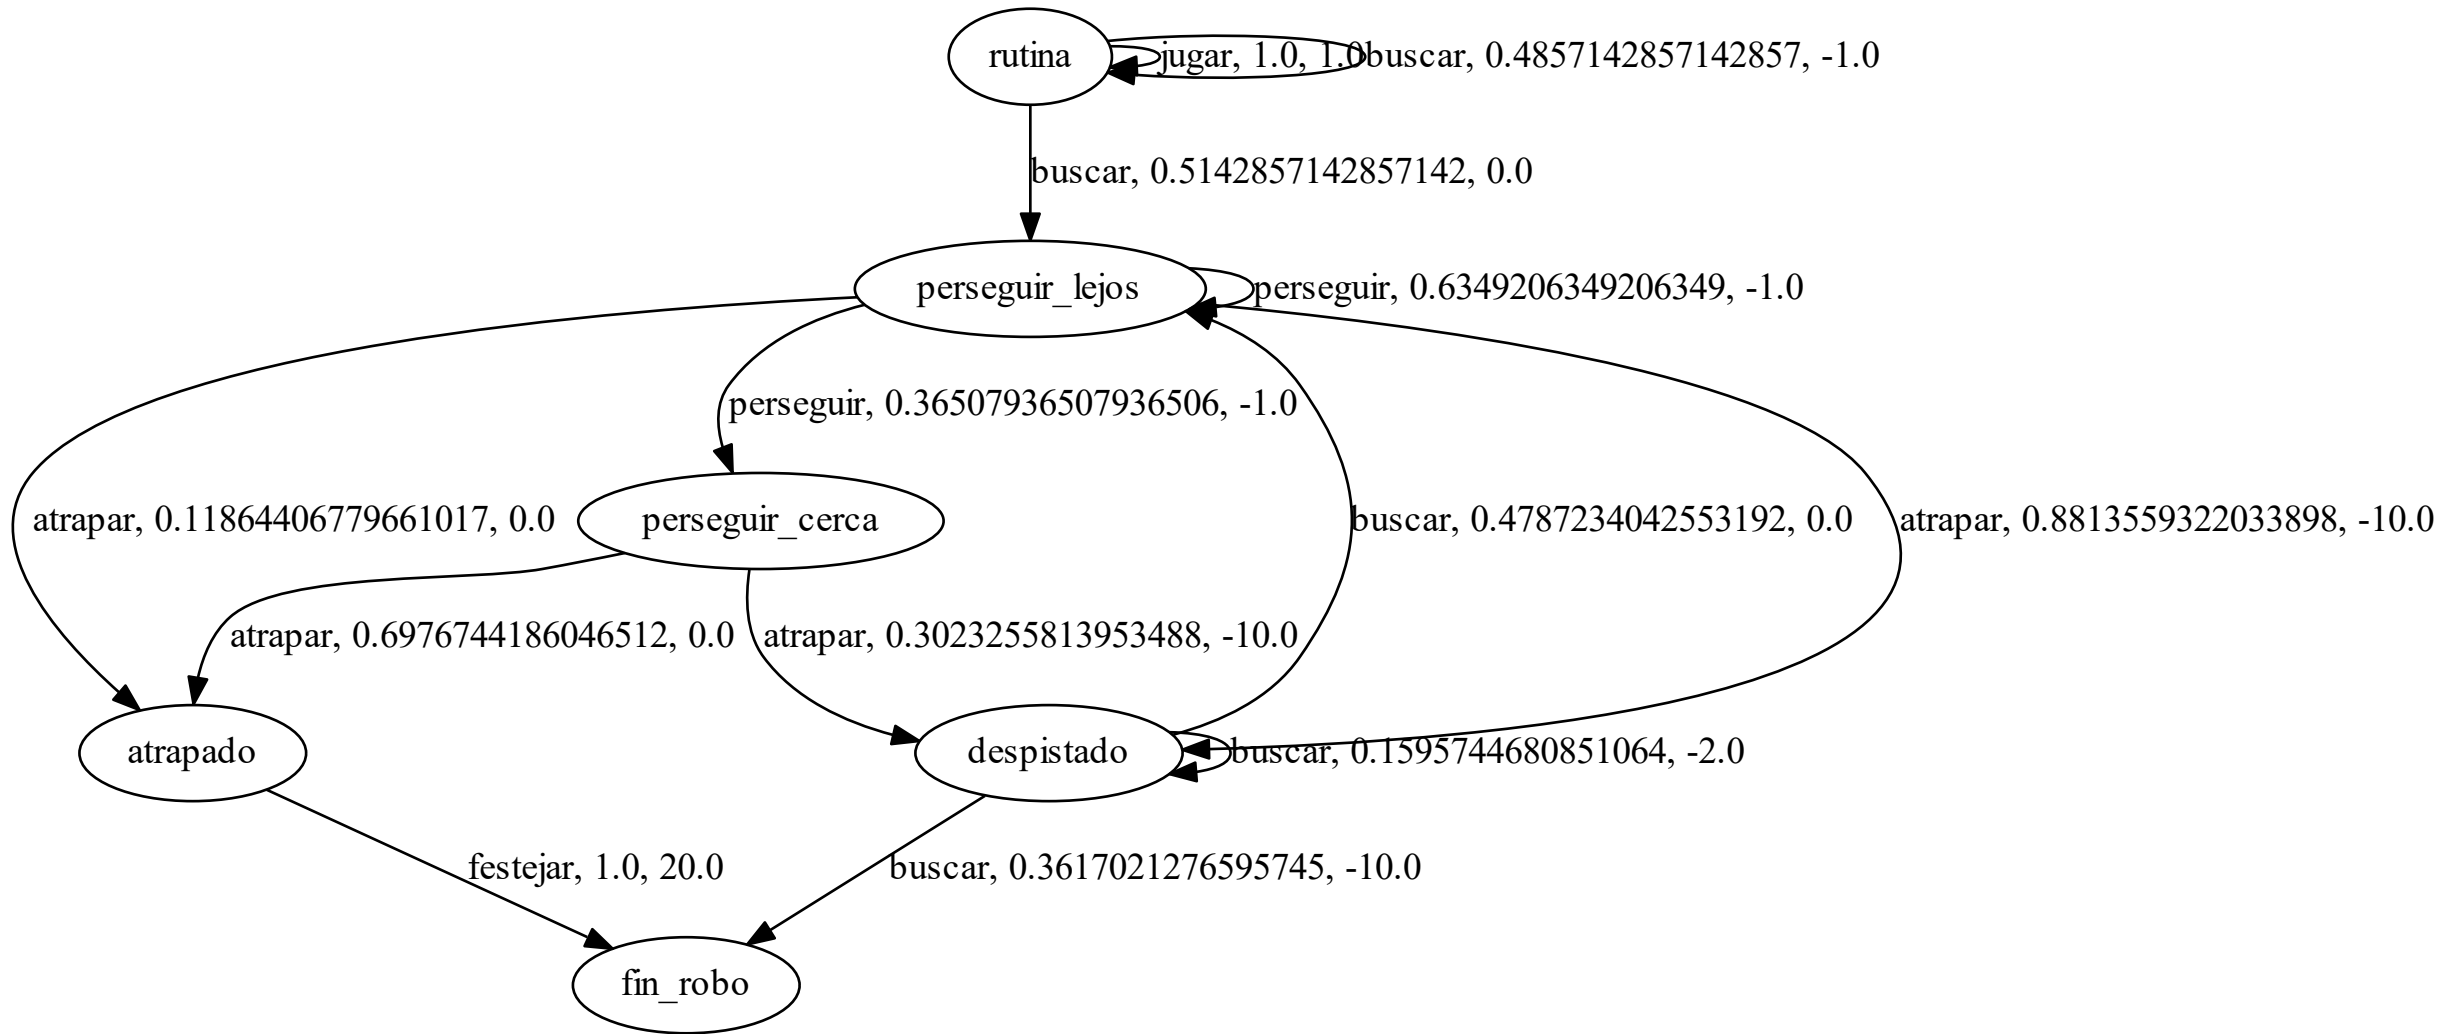 rutina
jugar, 1.0, 1.0
buscar, 0.4857142857142857, -1.0
buscar, 0.5142857142857142, 0.0
perseguir_lejos
perseguir, 0.6349206349206349, -1.0
perseguir, 0.36507936507936506, -1.0
atrapar, 0.11864406779661017, 0.0
perseguir_cerca
buscar, 0.4787234042553192, 0.0
atrapar, 0.8813559322033898, -10.0
atrapar, 0.6976744186046512, 0.0
atrapar, 0.3023255813953488, -10.0
atrapado
despistado
buscar, 0.1595744680851064, -2.0
festejar, 1.0, 20.0
buscar, 0.3617021276595745, -10.0
fin_robo